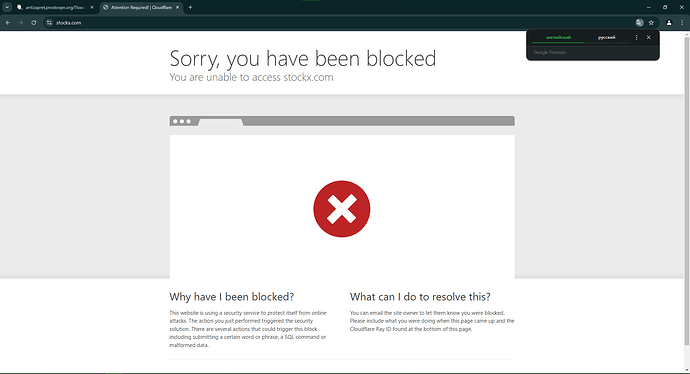 Attention Required! | Cloudflare
stockx.com
английский русский
Google Translate
Sorry, you have been blocked
You are unable to access stockx.com
Why have I been blocked?
This website is using a security service to protect itself from online
attacks. The action you just performed triggered the security
solution. There are several actions that could trigger this block
including submitting a certain word or phrase, a SQL command or
malformed data.
What can I do to resolve this?
You can email the site owner to let them know you were blocked.
Please include what you were doing when this page came up and the
Cloudflare Ray ID found at the bottom of this page.